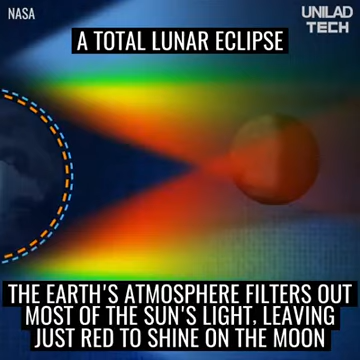 NASA
UNILAD
TECH
A TOTAL LUNAR ECLIPSE
THE EARTH'S ATMOSPHERE FILTERS OUT
MOST OF THE SUN'S LIGHT, LEAVING
JUST RED TO SHINE ON THE MOON